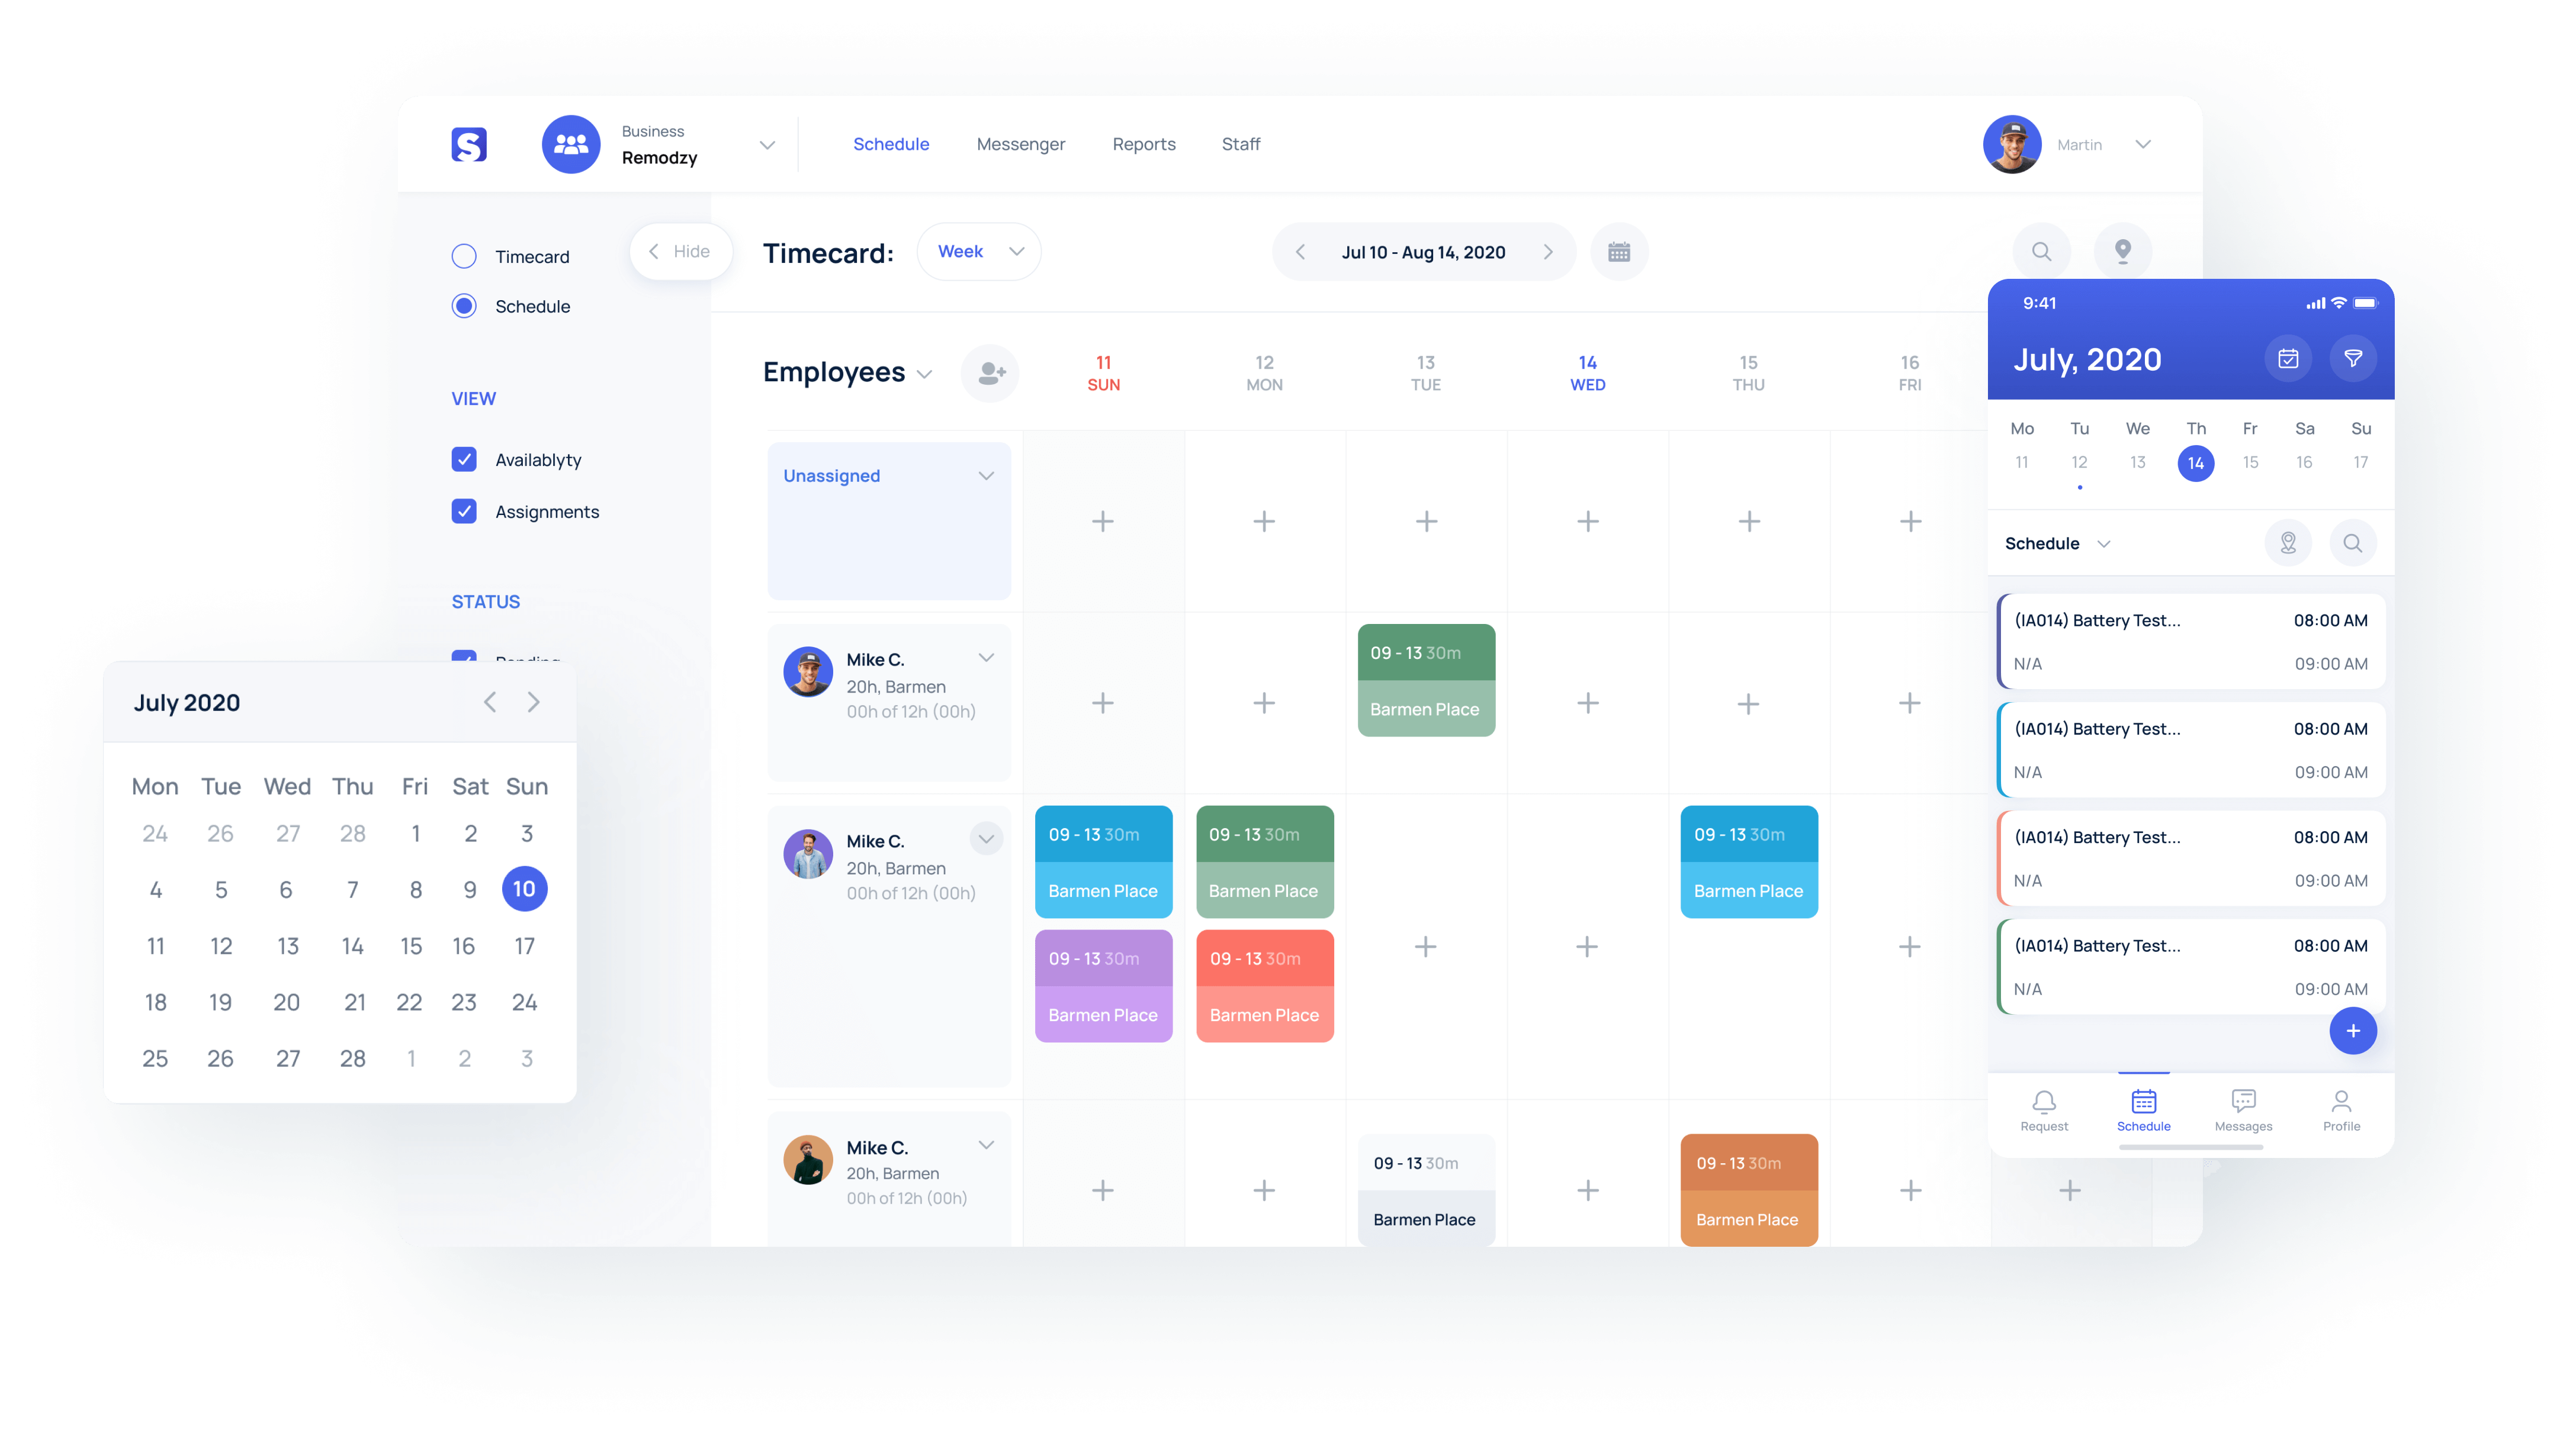 S
Business
Remodzy
Schedule
Messenger
Reports
Staff
Martin
Timecard
Schedule
Hide
VIEW
Availablyty
Assignments
STATUS
Timecard:
Week
Jul 10 - Aug 14, 2020
Employees
11
SUN
12
MON
13
TUE
14
WED
15
THU
16
FRI
Unassigned
Mike C.
20h, Barmen
00h of 12h (00h)
09 - 13 30m
Barmen Place
Mike C.
20h, Barmen
00h of 12h (00h)
09 - 13 30m
Barmen Place
09 - 13 30m
Barmen Place
09 - 13 30m
Barmen Place
09 - 13 30m
Barmen Place
09 - 13 30m
Barmen Place
Mike C.
20h, Barmen
00h of 12h (00h)
09 - 13 30m
Barmen Place
09 - 13 30m
Barmen Place
July 2020
Mon Tue Wed Thu Fri Sat Sun
24 26 27 28 1 2 3
4 5 6 7 8 9 10
11 12 13 14 15 16 17
18 19 20 21 22 23 24
25 26 27 28 1 2 3
9:41
July, 2020
Mo Tu We Th Fr Sa Su
11 12 13 14 15 16 17
Schedule
(IA014) Battery Test... 08:00 AM
N/A 09:00 AM
(IA014) Battery Test... 08:00 AM
N/A 09:00 AM
(IA014) Battery Test... 08:00 AM
N/A 09:00 AM
(IA014) Battery Test... 08:00 AM
N/A 09:00 AM
Request Schedule Messages Profile